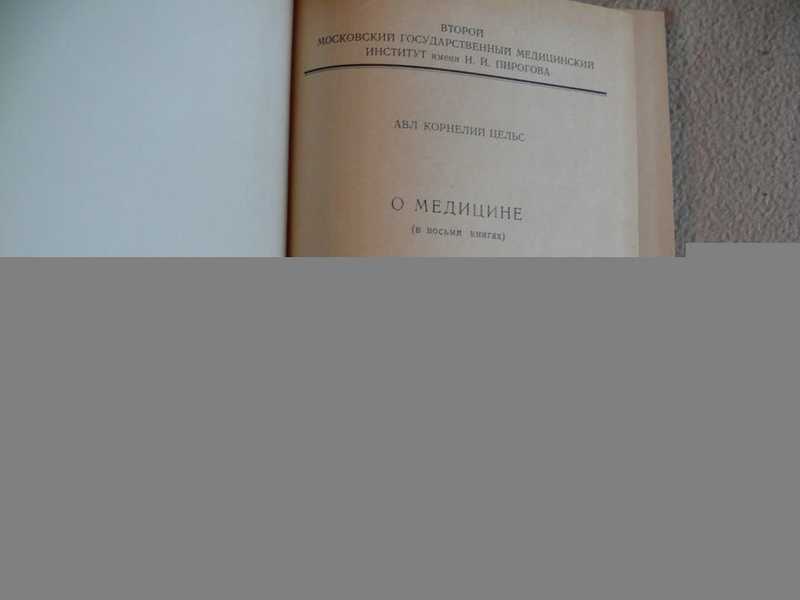 ВТОРОЙ
МОСКОВСКИЙ ГОСУДАРСТВЕННЫЙ МЕДИЦИНСКИЙ
ИНСТИТУТ имени Н. И. ПИРОГОВА
АВЛ КОРНЕЛИЙ ЦЕЛЬС
О МЕДИЦИНЕ
(в восьми книгах)